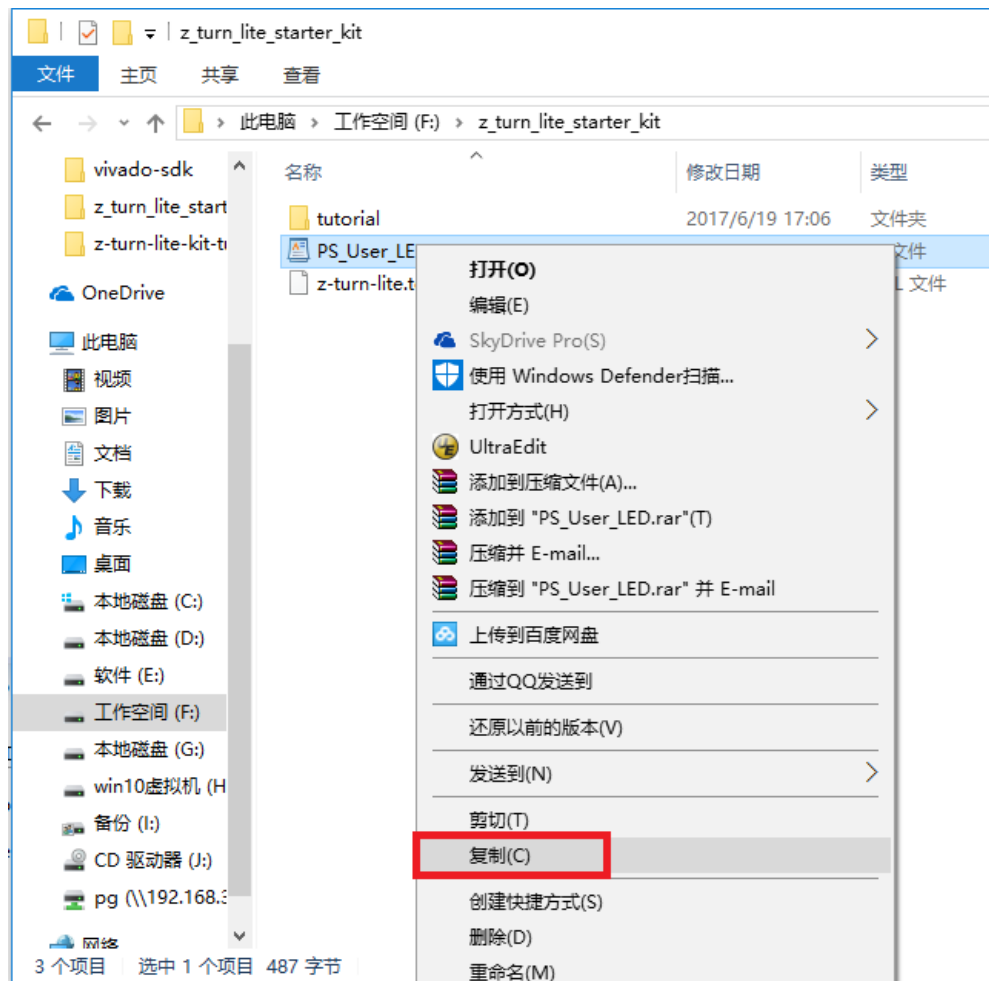 z_turn_lite_starter_kit
文件 主页 共享 查看
此电脑 > 工作空间 (F:) > z_turn_lite_starter_kit
vivado-sdk
z_turn_lite_start
z-turn-lite-kit-tu
OneDrive
此电脑
视频
图片
文档
下载
音乐
桌面
本地磁盘 (C:)
本地磁盘 (D:)
软件 (E:)
工作空间 (F:)
本地磁盘 (G:)
win10虚拟机 (H
备份 (I:)
CD 驱动器 (J:)
pg (\\192.168.3
网络
名称 修改日期 类型
tutorial 2017/6/19 17:06 文件夹
PS_User_LE 文件
z-turn-lite.t L 文件
打开(O)
编辑(E)
SkyDrive Pro(S)
使用 Windows Defender扫描...
打开方式(H)
UltraEdit
添加到压缩文件(A)...
添加到 "PS_User_LED.rar"(T)
压缩并 E-mail...
压缩到 "PS_User_LED.rar" 并 E-mail
上传到百度网盘
通过QQ发送到
还原以前的版本(V)
发送到(N)
剪切(T)
复制(C)
创建快捷方式(S)
删除(D)
重命名(M)
3 个项目 选中 1 个项目 487 字节